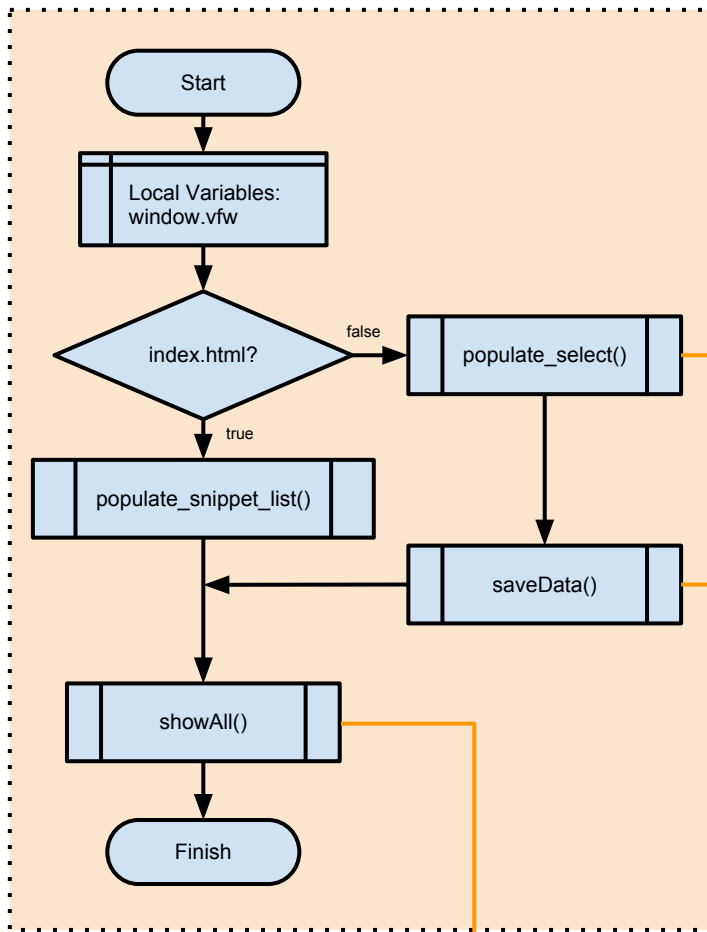 Start
Local Variables:
window.vfw
index.html?
false
populate_select()
true
populate_snippet_list()
saveData()
showAll()
Finish